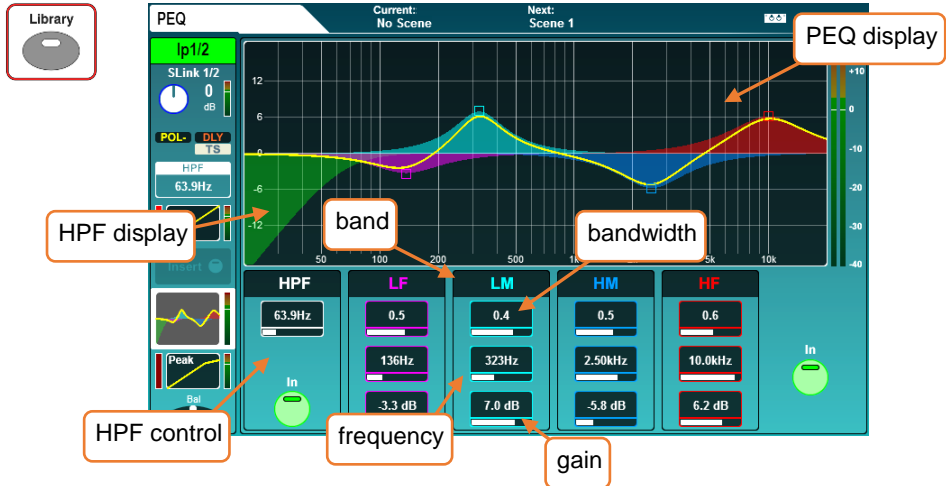 Library
PEQ
Current:
No Scene
Next:
Scene 1
PEQ display
Ip1/2
SLink 1/2
0
dB
POL- DLY
TS
HPF
63.9Hz
Insert
Peak
Bal
12
6
0
-6
-12
50 100 200 500 1k 5k 10k
+10
0
-10
-20
-30
-40
HPF display
band
bandwidth
HPF LF LM HM HF
63.9Hz 0.5 0.4 0.5 0.6
136Hz 323Hz 2.50kHz 10.0kHz
In -3.3 dB 7.0 dB -5.8 dB 6.2 dB
In
HPF control
frequency
gain